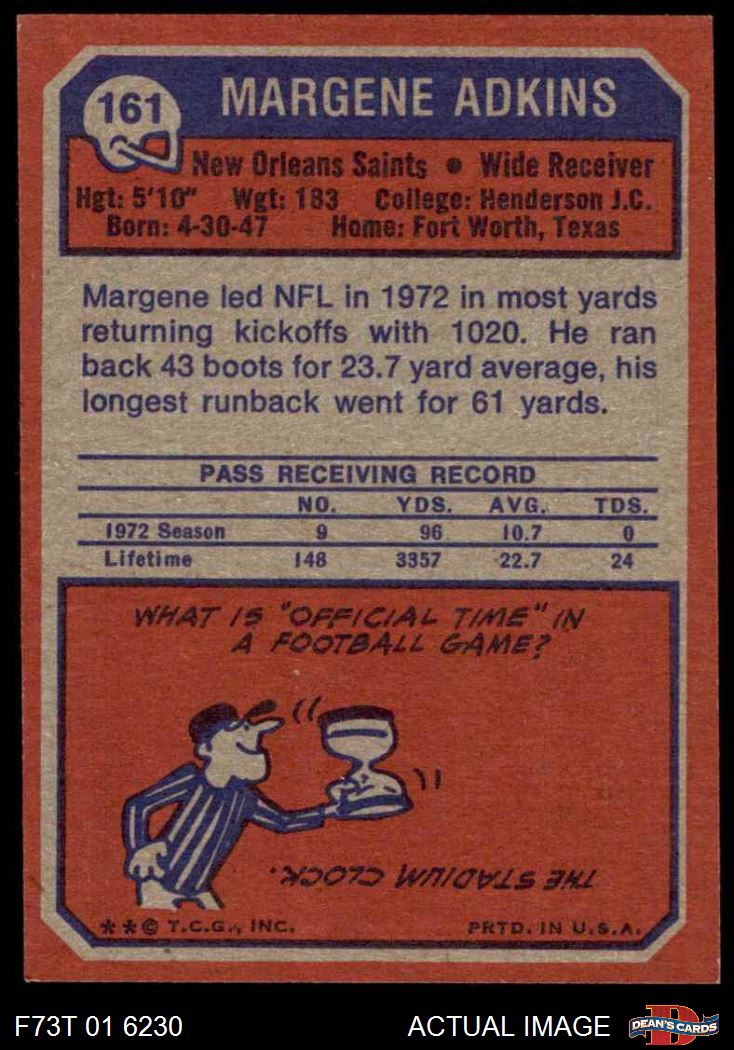 161
MARGENE ADKINS
New Orleans Saints • Wide Receiver
Hgt: 5'10" Wgt: 183 College: Henderson J.C.
Born: 4-30-47 Home: Fort Worth, Texas
Margene led NFL in 1972 in most yards
returning kickoffs with 1020. He ran
back 43 boots for 23.7 yard average, his
longest runback went for 61 yards.
PASS RECEIVING RECORD
NO. YDS. AVG. TDS.
1972 Season 9 96 10.7 0
Lifetime 148 3357 22.7 24
WHAT IS "OFFICIAL TIME" IN
A FOOTBALL GAME?
THE STADIUM CLOCK.
**© T.C.G., INC. PRTD. IN U.S.A.
F73T 01 6230 ACTUAL IMAGE DEAN'S CARDS